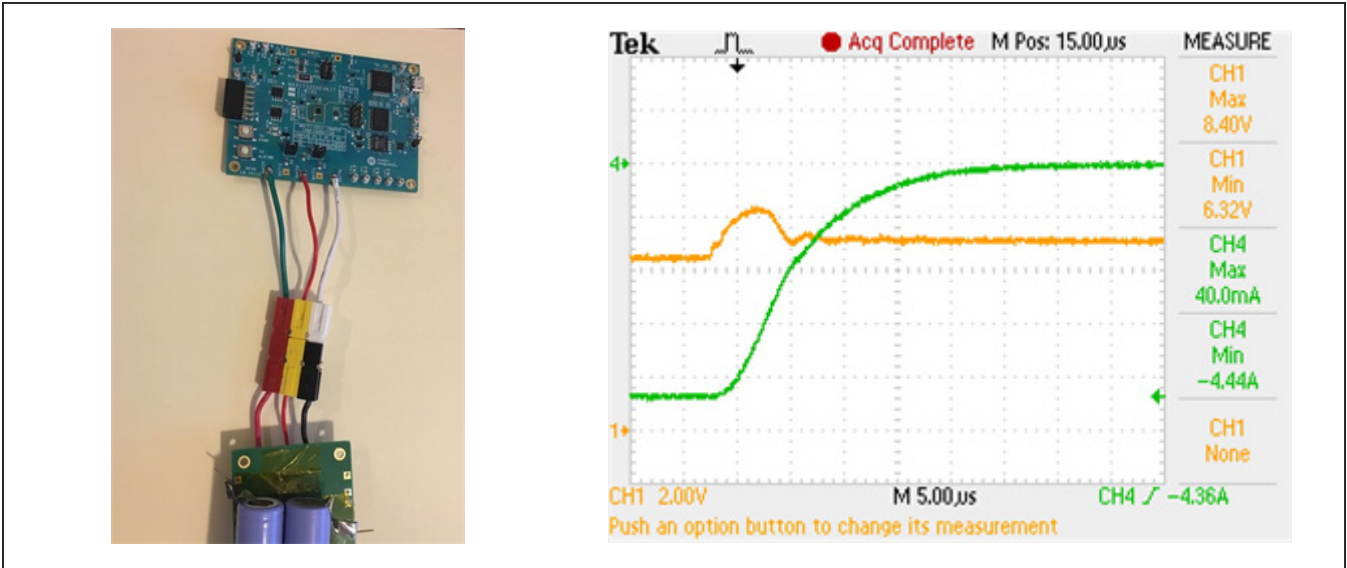 Tek
Acq Complete
M Pos: 15.00µs
MEASURE
CH1
Max
8.40V
CH1
Min
6.32V
4
CH4
Max
40.0mA
CH4
Min
-4.44A
1
CH1
None
CH1 2.00V
M 5.00µs
CH4
-4.36A
Push an option button to change its measurement